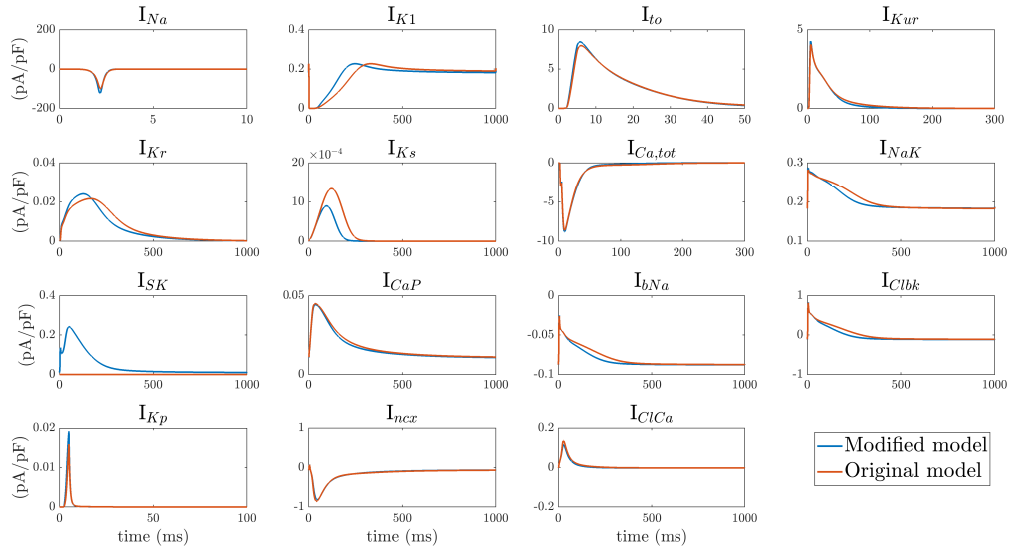 I_Na I_K1 I_to I_Kur
(pA/pF) 200 0 -200 0 5 10
0.4 0.2 0 0 500 1000
10 5 0 0 10 20 30 40 50
5 0 0 100 200 300
I_Kr I_Ks I_Ca,tot I_NaK
(pA/pF) 0.04 0.02 0 0 500 1000
×10^-4 20 10 0 0 500 1000
0 -5 -10 0 100 200 300
0.3 0.2 0.1 0 500 1000
I_SK I_CaP I_bNa I_Clbk
(pA/pF) 0.4 0.2 0 0 500 1000
0.05 0 0 500 1000
0 -0.05 -0.1 0 500 1000
1 0 -1 0 500 1000
I_Kp I_ncx I_ClCa
(pA/pF) 0.02 0.01 0 0 50 100
1 0 -1 0 500 1000
0.2 0 -0.2 0 500 1000
time (ms) time (ms) time (ms)
Modified model
Original model